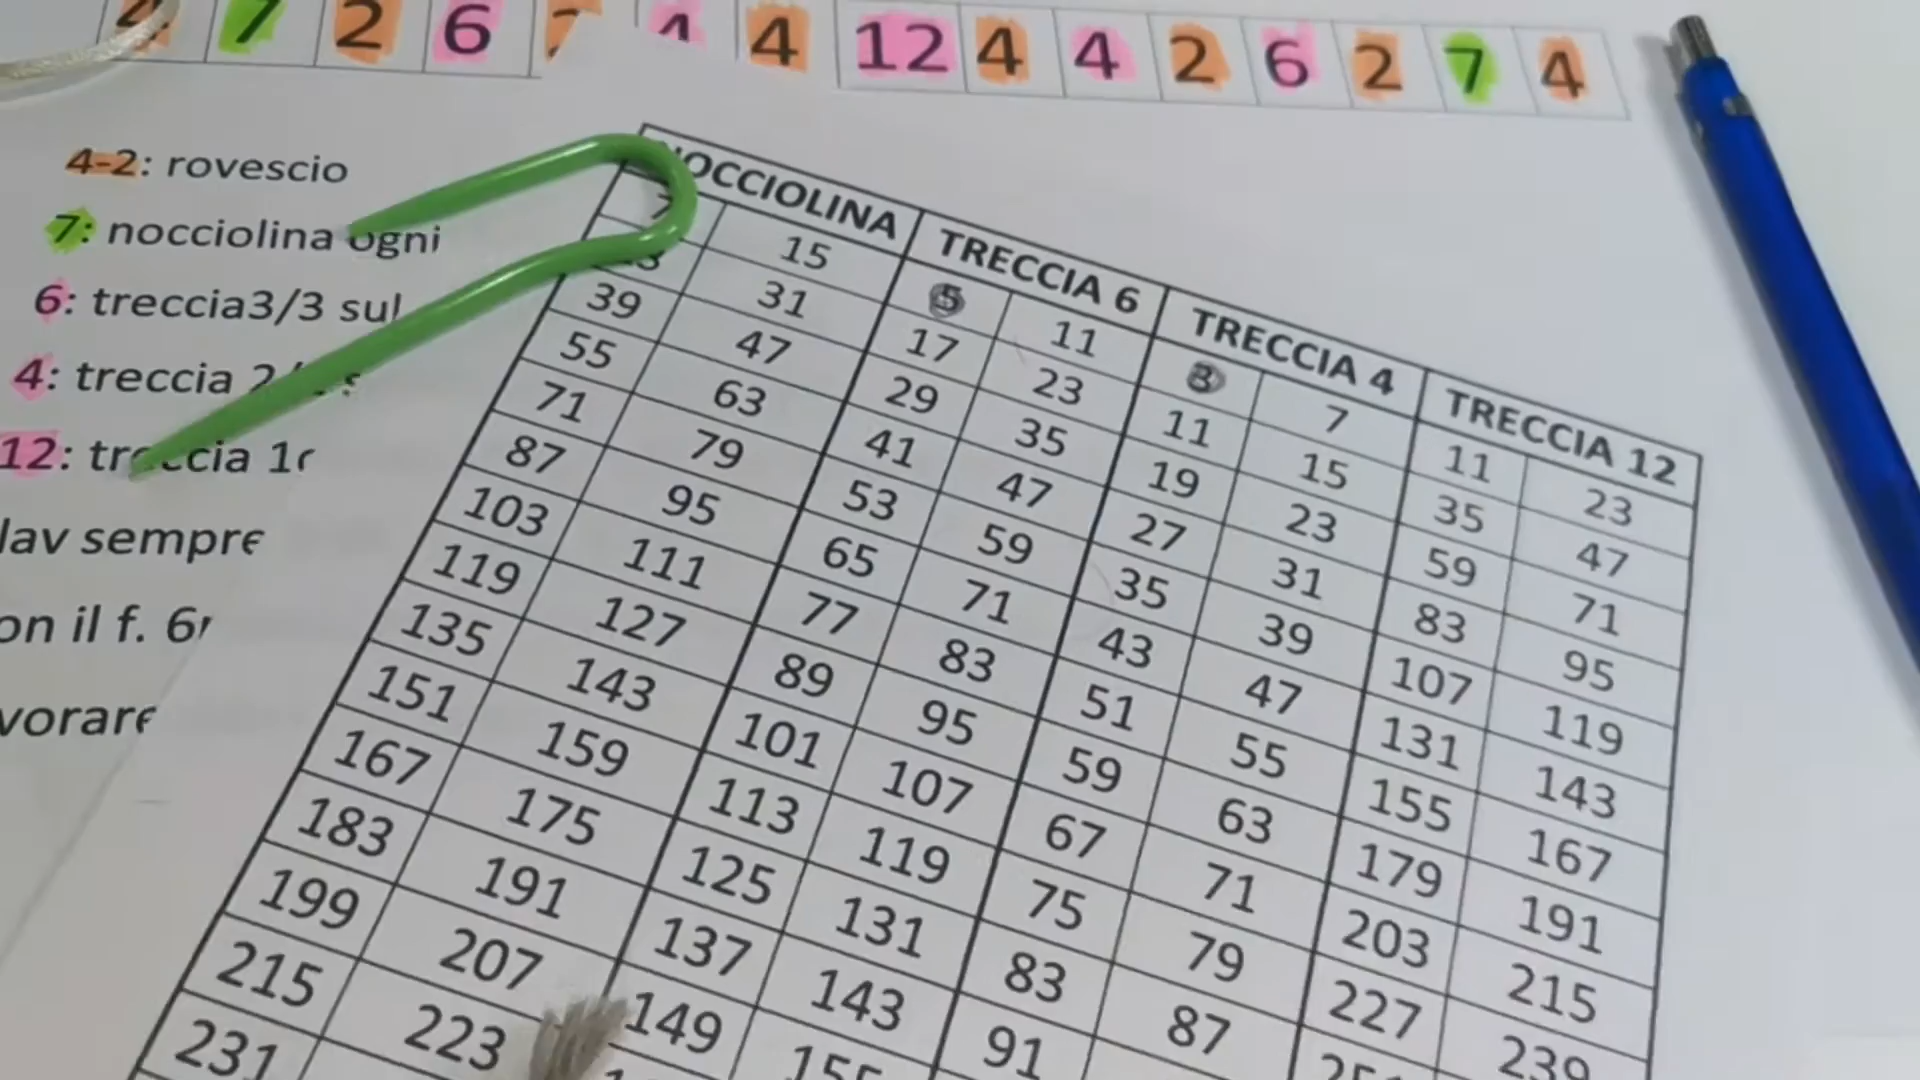 7 2 6 4 12 4 4 2 6 2 7 4
4-2: rovescio
7: nocciolina ogni
6: treccia3/3 sul
4: treccia
12: treccia
lav sempre
on il f.
NOCCIOLINA TRECCIA 6 TRECCIA 4 TRECCIA 12
7 15 5 11 3 7 11 23
31 17 23 11 15 35 47
39 47 29 35 19 23 59 71
55 63 41 47 27 31 83 95
71 79 53 59 35 39 107 119
87 95 65 71 43 47 131 143
103 111 77 83 51 55 155 167
119 127 89 95 59 63 179 191
135 143 101 107 67 71 203 215
151 159 113 119 75 79 227 239
167 175 125 131 83 87
183 191 137 143 91
199 207 149
215 223
231